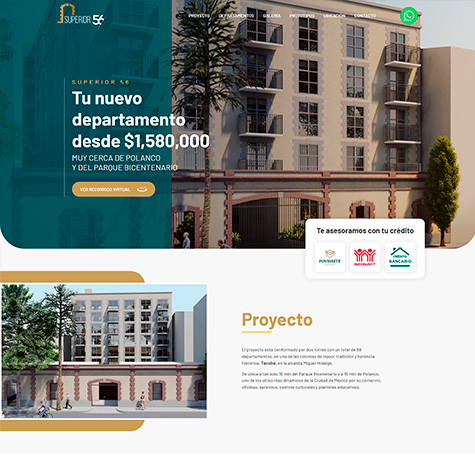 SUPERIOR 56
PROYECTO DEPARTAMENTOS GALERÍA PROTOTIPOS UBICACIÓN CONTACTO
SUPERIOR 56
Tu nuevo
departamento
desde $1,580,000
MUY CERCA DE POLANCO
Y DEL PARQUE BICENTENARIO
VER RECORRIDO VIRTUAL
Te asesoramos con tu crédito
FOVISSSTE
INFONAVIT
CRÉDITO
BANCARIO
Proyecto
El proyecto está conformado por dos torres con un total de 68
departamentos, en una de las colonias de mayor tradición y herencia
histórica, Tacuba, en la alcaldía Miguel Hidalgo.
Se ubica a tan solo 10 min del Parque Bicentenario y a 15 min de Polanco,
uno de los sitios más dinámicos de la Ciudad de México por su comercio,
oficinas, servicios, centros culturales y planteles educativos.